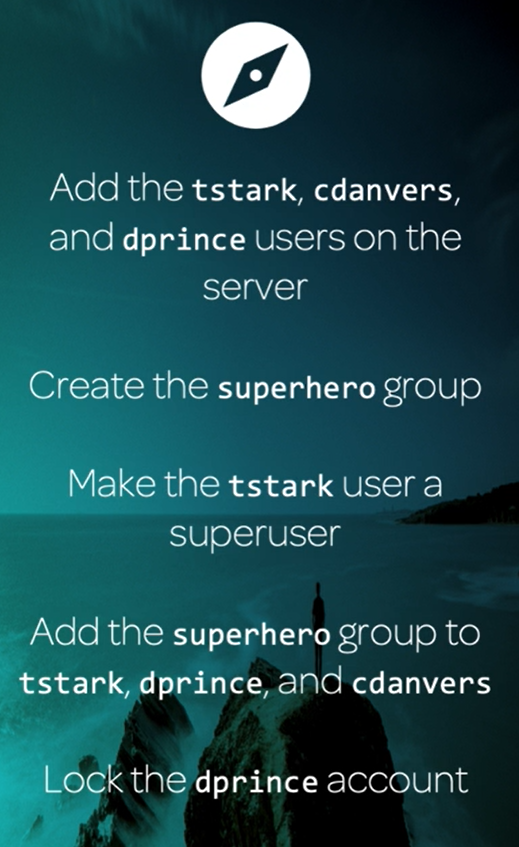 Add the tstark, cdanvers,
and dprince users on the
server
Create the superhero group
Make the tstark user a
superuser
Add the superhero group to
tstark, dprince, and cdanvers
Lock the dprince account